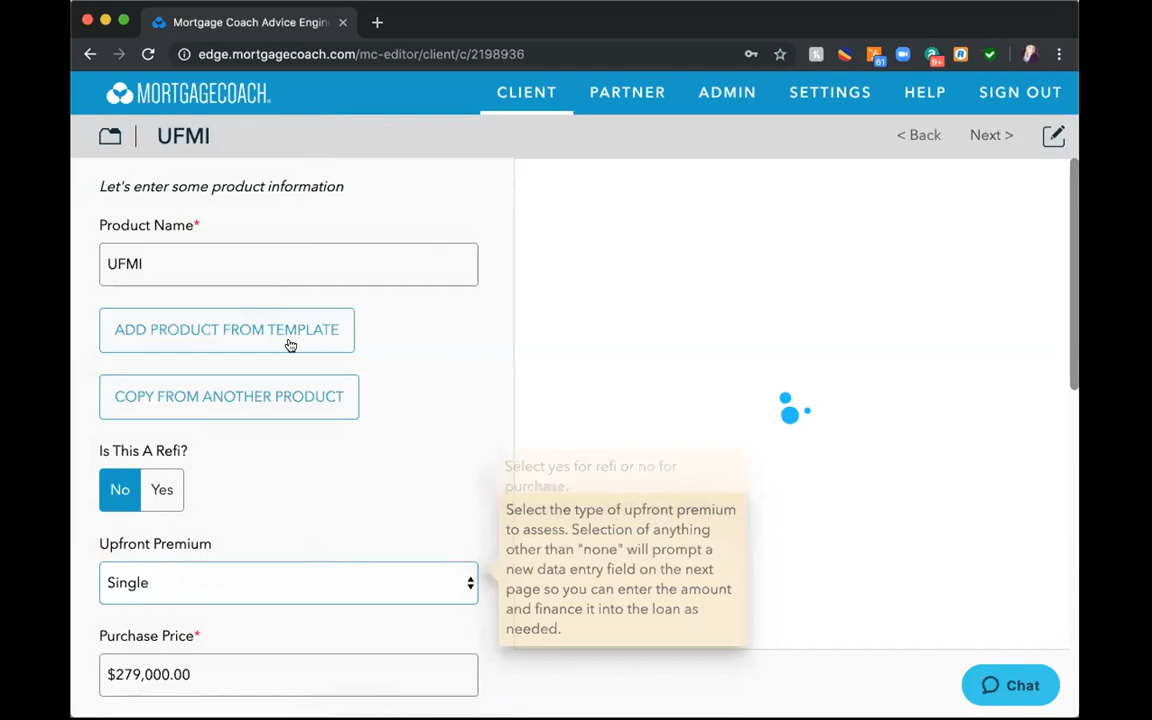 Mortgage Coach Advice Engin
edge.mortgagecoach.com/mc-editor/client/c/2198936
61
9+
MORTGAGECOACH.
CLIENT
PARTNER
ADMIN
SETTINGS
HELP
SIGN OUT
UFMI
< Back
Next >
Let's enter some product information
Product Name*
UFMI
ADD PRODUCT FROM TEMPLATE
COPY FROM ANOTHER PRODUCT
Is This A Refi?
No
Yes
Select yes for refi or no for
purchase.
Select the type of upfront premium
to assess. Selection of anything
other than "none" will prompt a
new data entry field on the next
page so you can enter the amount
and finance it into the loan as
needed.
Upfront Premium
Single
Purchase Price*
$279,000.00
Chat